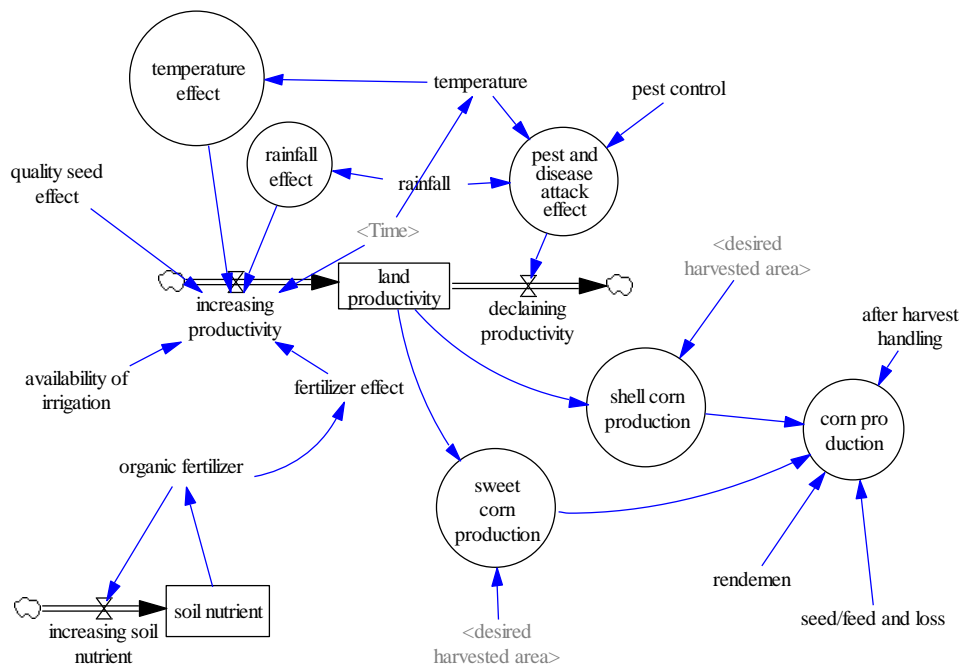 temperature
effect
temperature
pest control
rainfall
effect
quality seed
effect
rainfall
pest and
disease
attack
effect
<Time>
<desired
harvested area>
land
productivity
increasing
productivity
declaining
productivity
after harvest
handling
availability of
irrigation
fertilizer effect
shell corn
production
corn pro
duction
organic fertilizer
sweet
corn
production
rendemen
soil nutrient
increasing soil
nutrient
<desired
harvested area>
seed/feed and loss